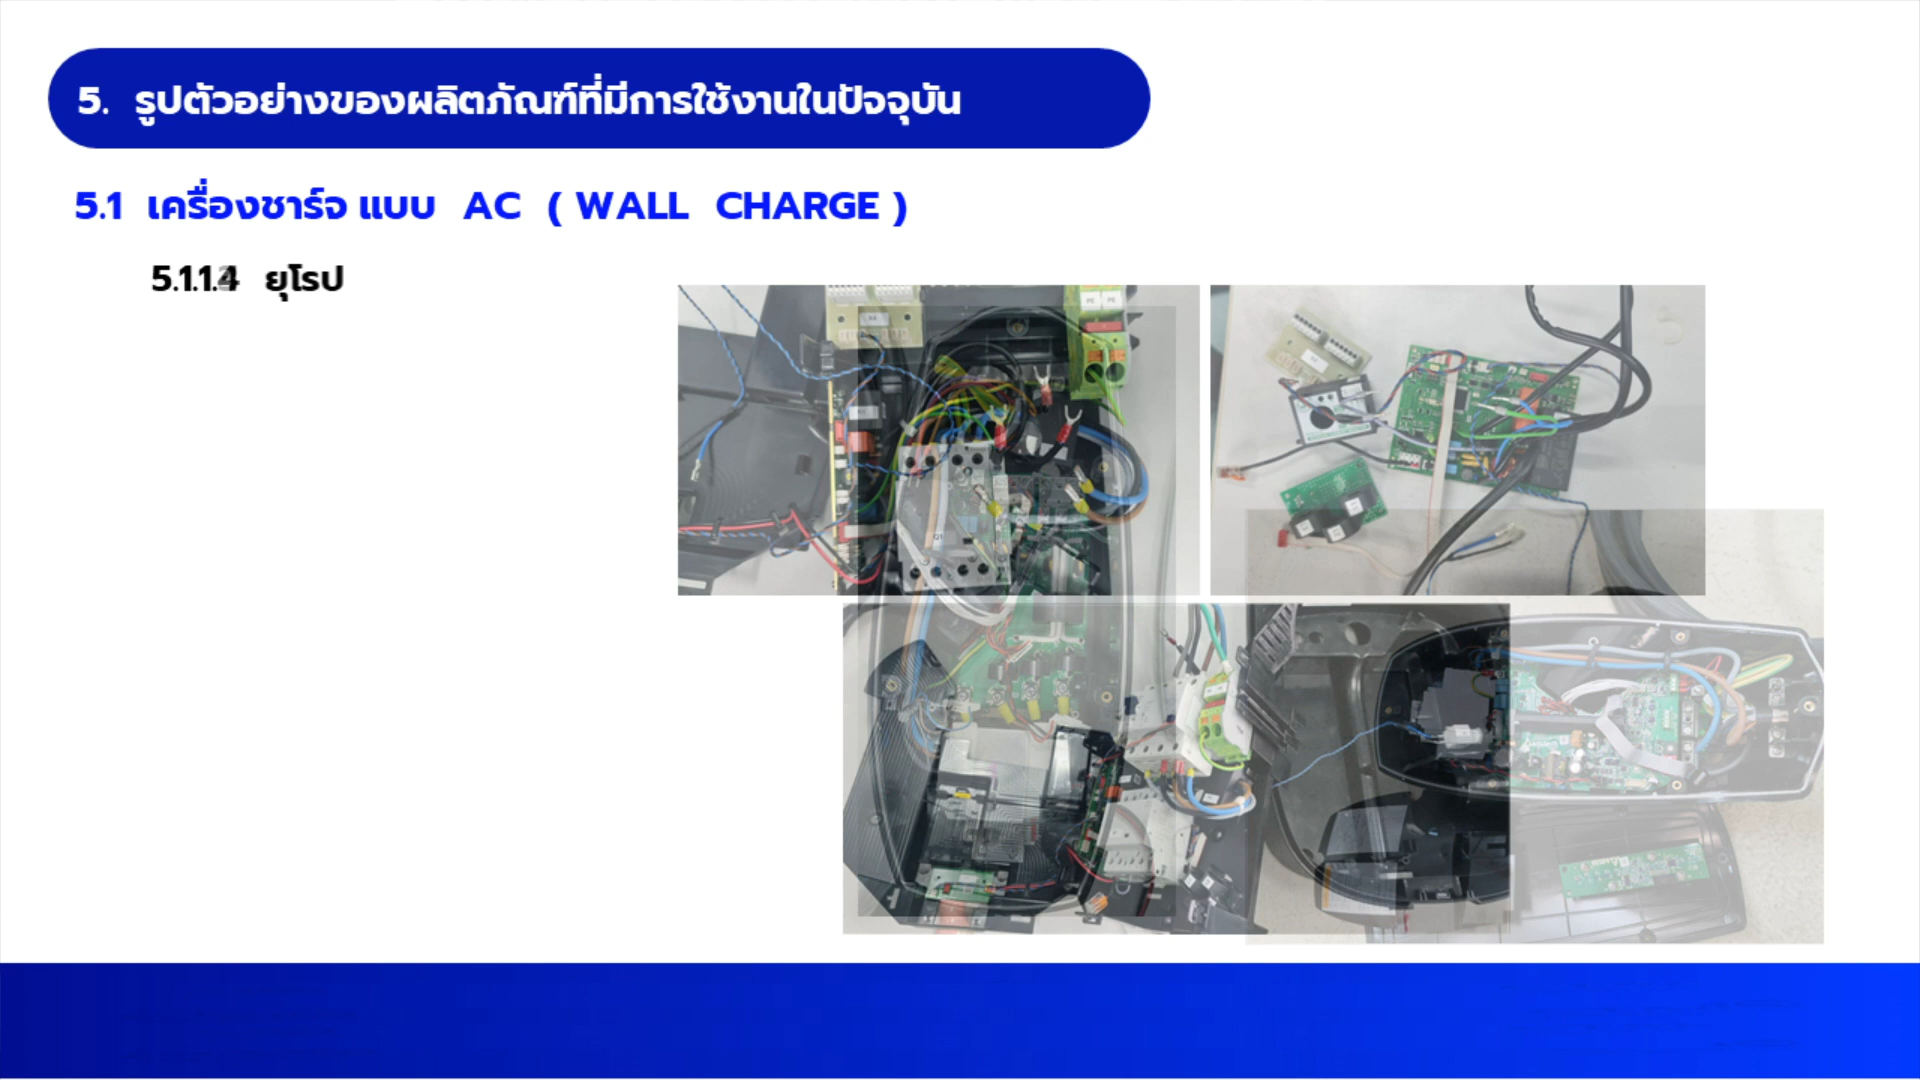 5. รูปตัวอย่างของผลิตภัณฑ์ที่มีการใช้งานในปัจจุบัน
5.1 เครื่องชาร์จ แบบ AC ( WALL CHARGE )
5.1.1.4 ยุโรป
PE PE